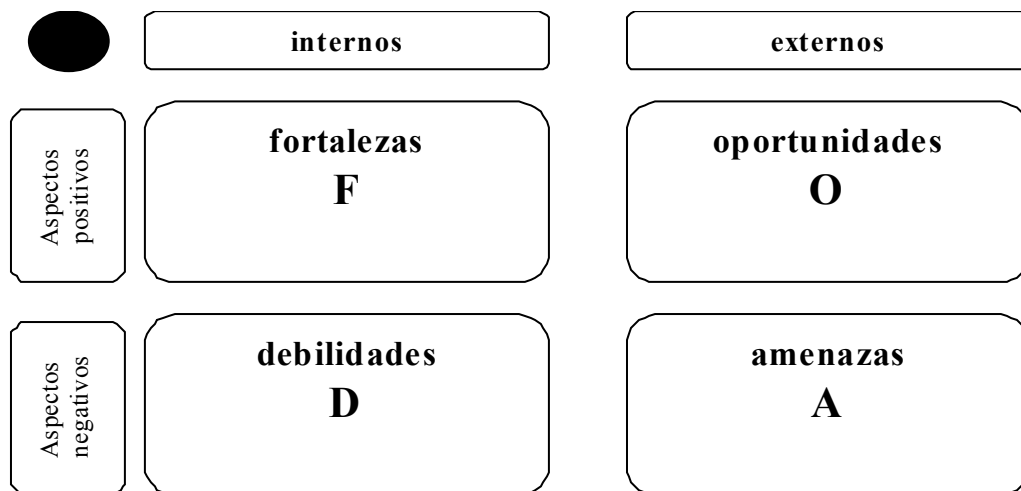 internos
externos
Aspectos
positivos
fortalezas
F
oportunidades
O
Aspectos
negativos
debilidades
D
amenazas
A